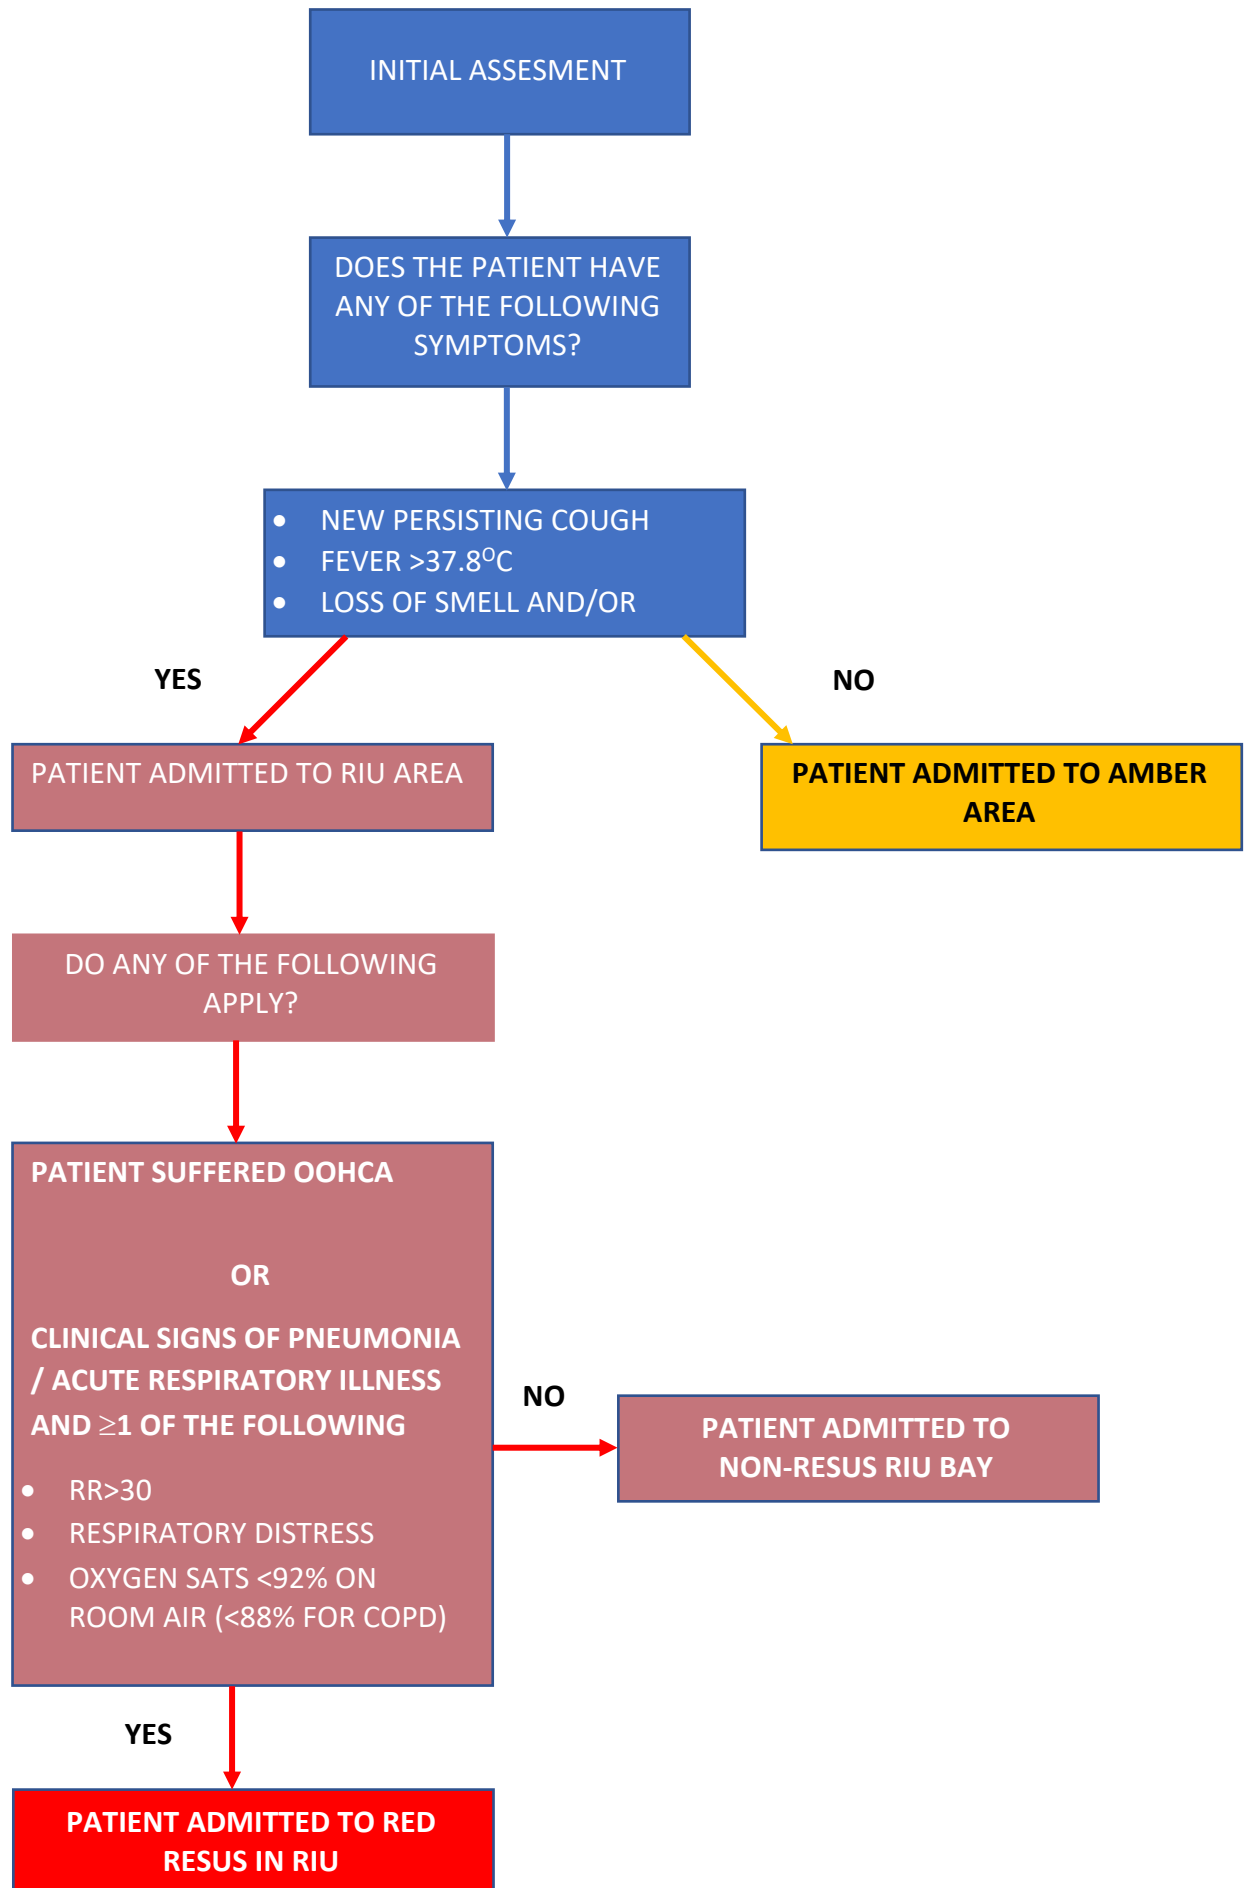 INITIAL ASSESMENT
DOES THE PATIENT HAVE
ANY OF THE FOLLOWING
SYMPTOMS?
• NEW PERSISTING COUGH
• FEVER >37.8ºC
• LOSS OF SMELL AND/OR
YES
NO
PATIENT ADMITTED TO RIU AREA
PATIENT ADMITTED TO AMBER
AREA
DO ANY OF THE FOLLOWING
APPLY?
PATIENT SUFFERED OOHCA
OR
CLINICAL SIGNS OF PNEUMONIA
/ ACUTE RESPIRATORY ILLNESS
AND ≥1 OF THE FOLLOWING
• RR>30
• RESPIRATORY DISTRESS
• OXYGEN SATS <92% ON
ROOM AIR (<88% FOR COPD)
NO
PATIENT ADMITTED TO
NON-RESUS RIU BAY
YES
PATIENT ADMITTED TO RED
RESUS IN RIU